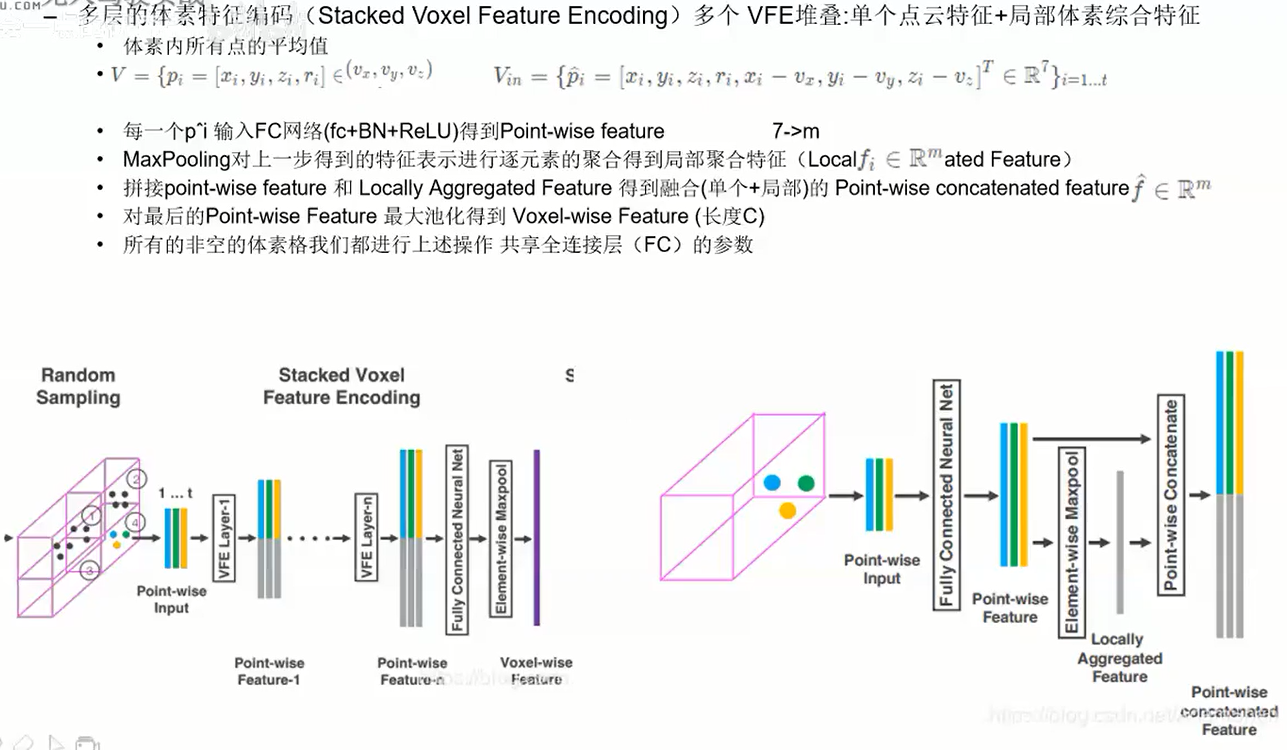 – 多层的体素特征编码（Stacked Voxel Feature Encoding）多个 VFE堆叠:单个点云特征+局部体素综合特征
• 体素内所有点的平均值
• V = {p_i = [x_i, y_i, z_i, r_i] ∈ (v_x, v_y, v_z) V_in = {p̂_i = [x_i, y_i, z_i, r_i, x_i − v_x, y_i − v_y, z_i − v_z]^T ∈ ℝ^7}_{i=1...t}
• 每一个p^i 输入FC网络(fc+BN+ReLU)得到Point-wise feature 7->m
• MaxPooling对上一步得到的特征表示进行逐元素的聚合得到局部聚合特征（Local f_i ∈ ℝ^m ated Feature）
• 拼接point-wise feature 和 Locally Aggregated Feature 得到融合(单个+局部)的 Point-wise concatenated feature f̂ ∈ ℝ^m
• 对最后的Point-wise Feature 最大池化得到 Voxel-wise Feature (长度C)
• 所有的非空的体素格我们都进行上述操作 共享全连接层（FC）的参数
Random
Sampling
Stacked Voxel
Feature Encoding
S
1 ... t
1
2
3
4
Point-wise
Input
VFE Layer-1
Point-wise
Feature-1
VFE Layer-n
Point-wise
Feature-n
Fully Connected Neural Net
Element-wise Maxpool
Voxel-wise
Feature
Point-wise
Input
Fully Connected Neural Net
Point-wise
Feature
Element-wise Maxpool
Locally
Aggregated
Feature
Point-wise Concatenate
Point-wise
concatenated
Feature
https://blog.csdn.net/